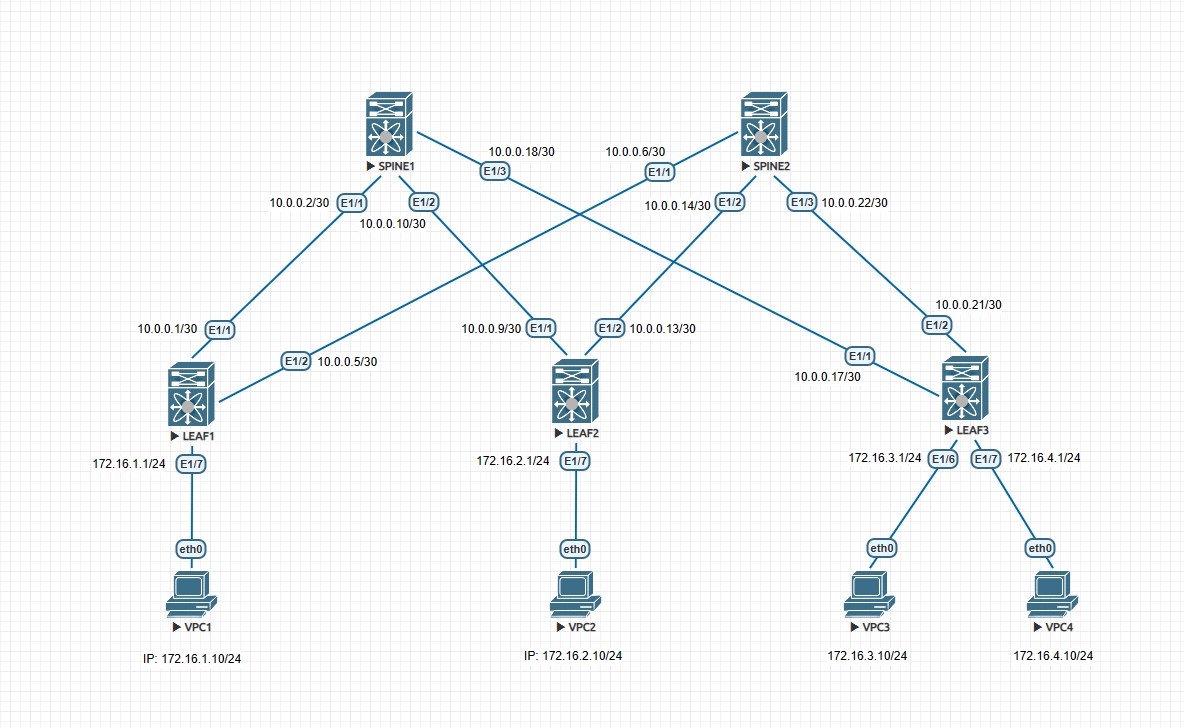 10.0.0.18/30
10.0.0.6/30
SPINE1
SPINE2
E1/3
E1/1
10.0.0.2/30
E1/1
E1/2
10.0.0.10/30
10.0.0.14/30
E1/2
E1/3
10.0.0.22/30
10.0.0.21/30
10.0.0.1/30
E1/1
10.0.0.9/30
E1/1
E1/2
10.0.0.13/30
E1/2
E1/2
10.0.0.5/30
E1/1
10.0.0.17/30
LEAF1
LEAF2
LEAF3
172.16.1.1/24
E1/7
172.16.2.1/24
E1/7
172.16.3.1/24
E1/6
E1/7
172.16.4.1/24
eth0
eth0
eth0
eth0
VPC1
VPC2
VPC3
VPC4
IP: 172.16.1.10/24
IP: 172.16.2.10/24
172.16.3.10/24
172.16.4.10/24